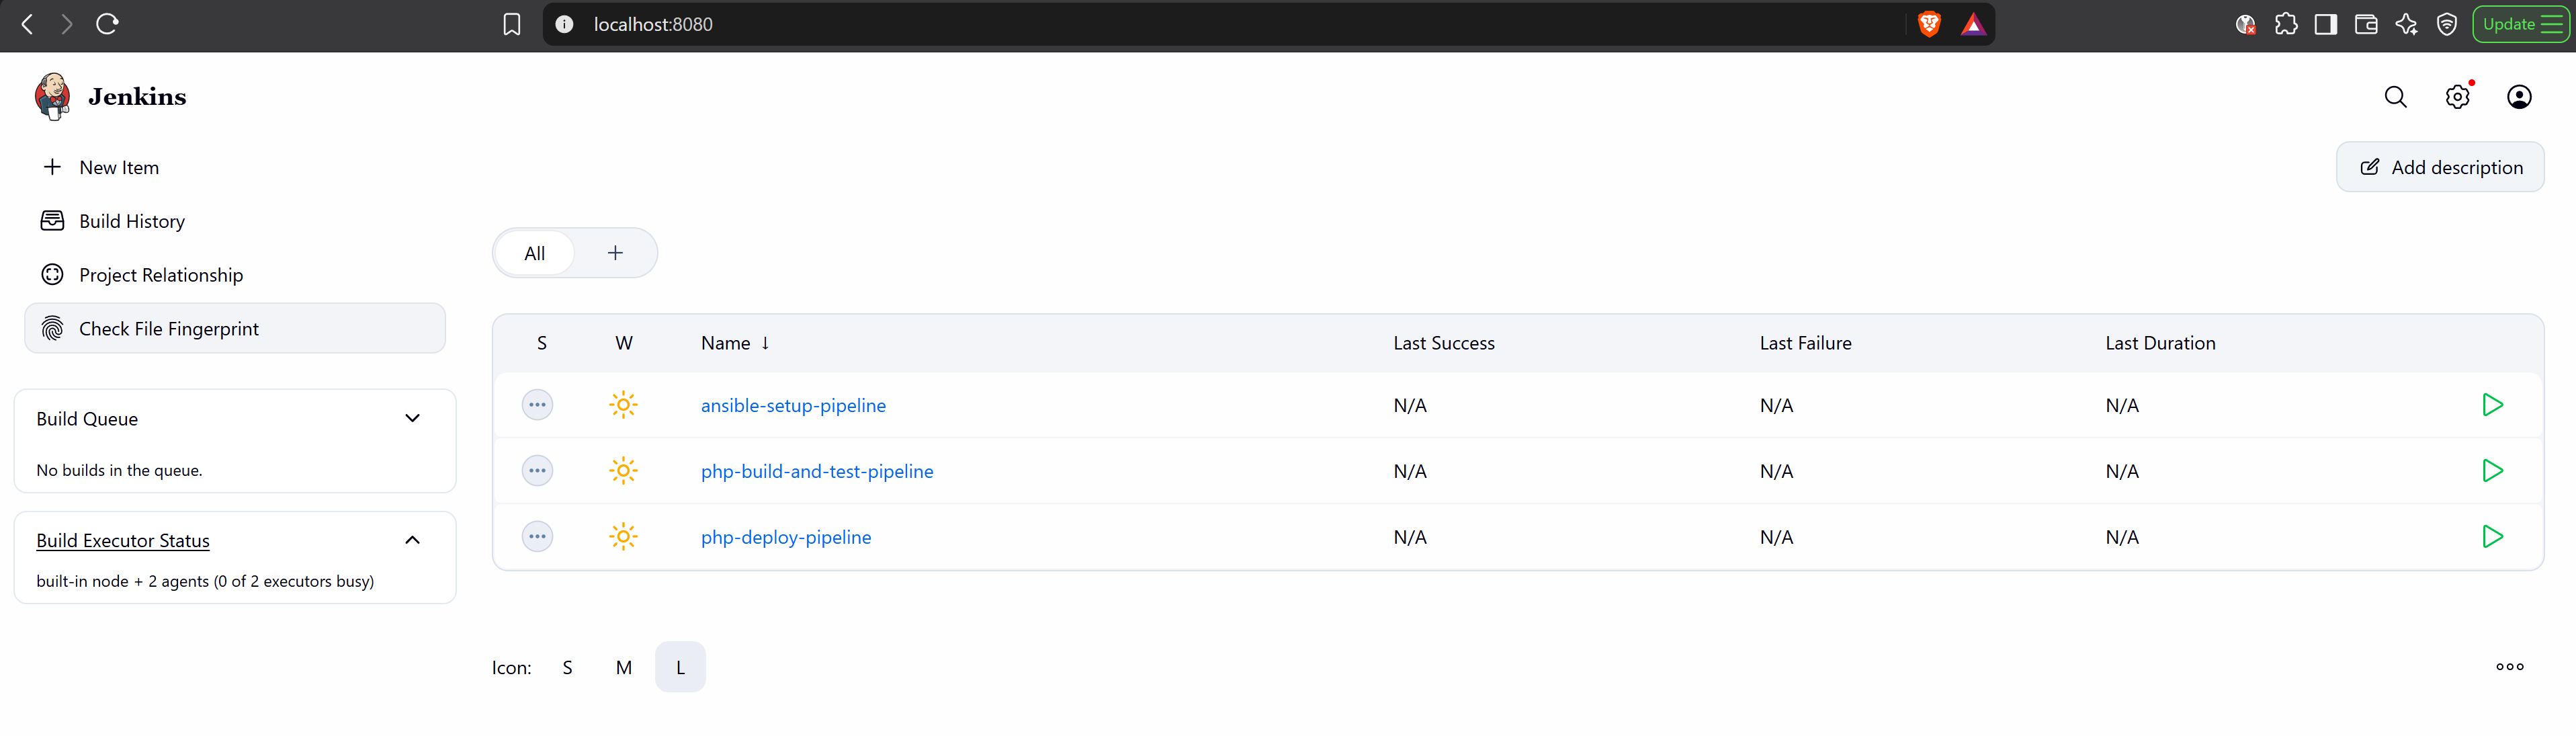 localhost:8080
Update
Jenkins
New Item
Build History
Project Relationship
Check File Fingerprint
Build Queue
No builds in the queue.
Build Executor Status
built-in node + 2 agents (0 of 2 executors busy)
Add description
All +
S W Name ↓ Last Success Last Failure Last Duration
ansible-setup-pipeline N/A N/A N/A
php-build-and-test-pipeline N/A N/A N/A
php-deploy-pipeline N/A N/A N/A
Icon: S M L